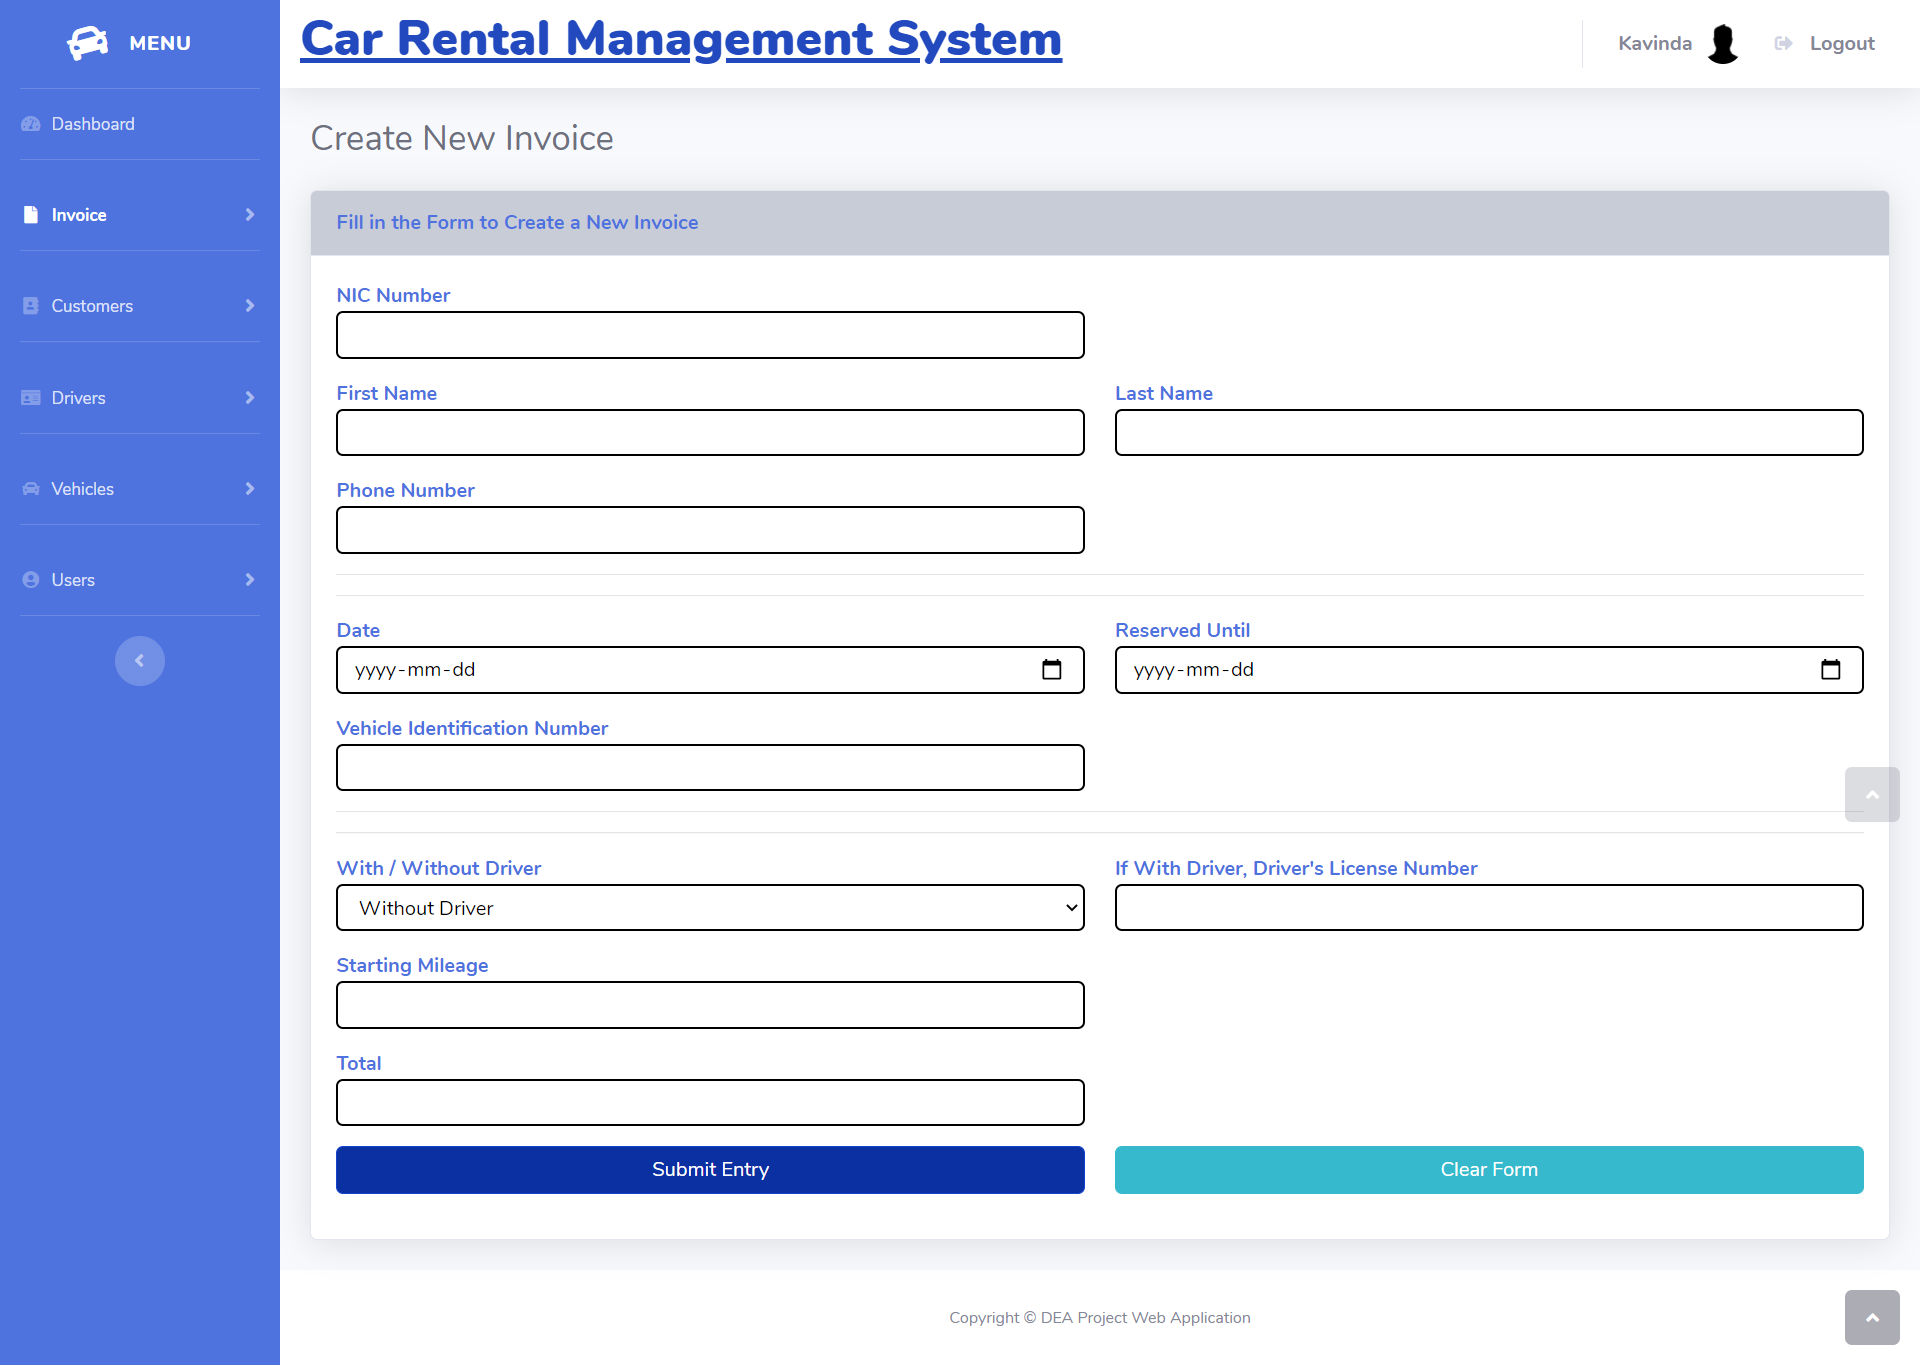 MENU
Dashboard
Invoice
Customers
Drivers
Vehicles
Users
Car Rental Management System
Kavinda
Logout
Create New Invoice
Fill in the Form to Create a New Invoice
NIC Number
First Name
Last Name
Phone Number
Date
Reserved Until
yyyy-mm-dd
yyyy-mm-dd
Vehicle Identification Number
With / Without Driver
If With Driver, Driver's License Number
Without Driver
Starting Mileage
Total
Submit Entry
Clear Form
Copyright © DEA Project Web Application